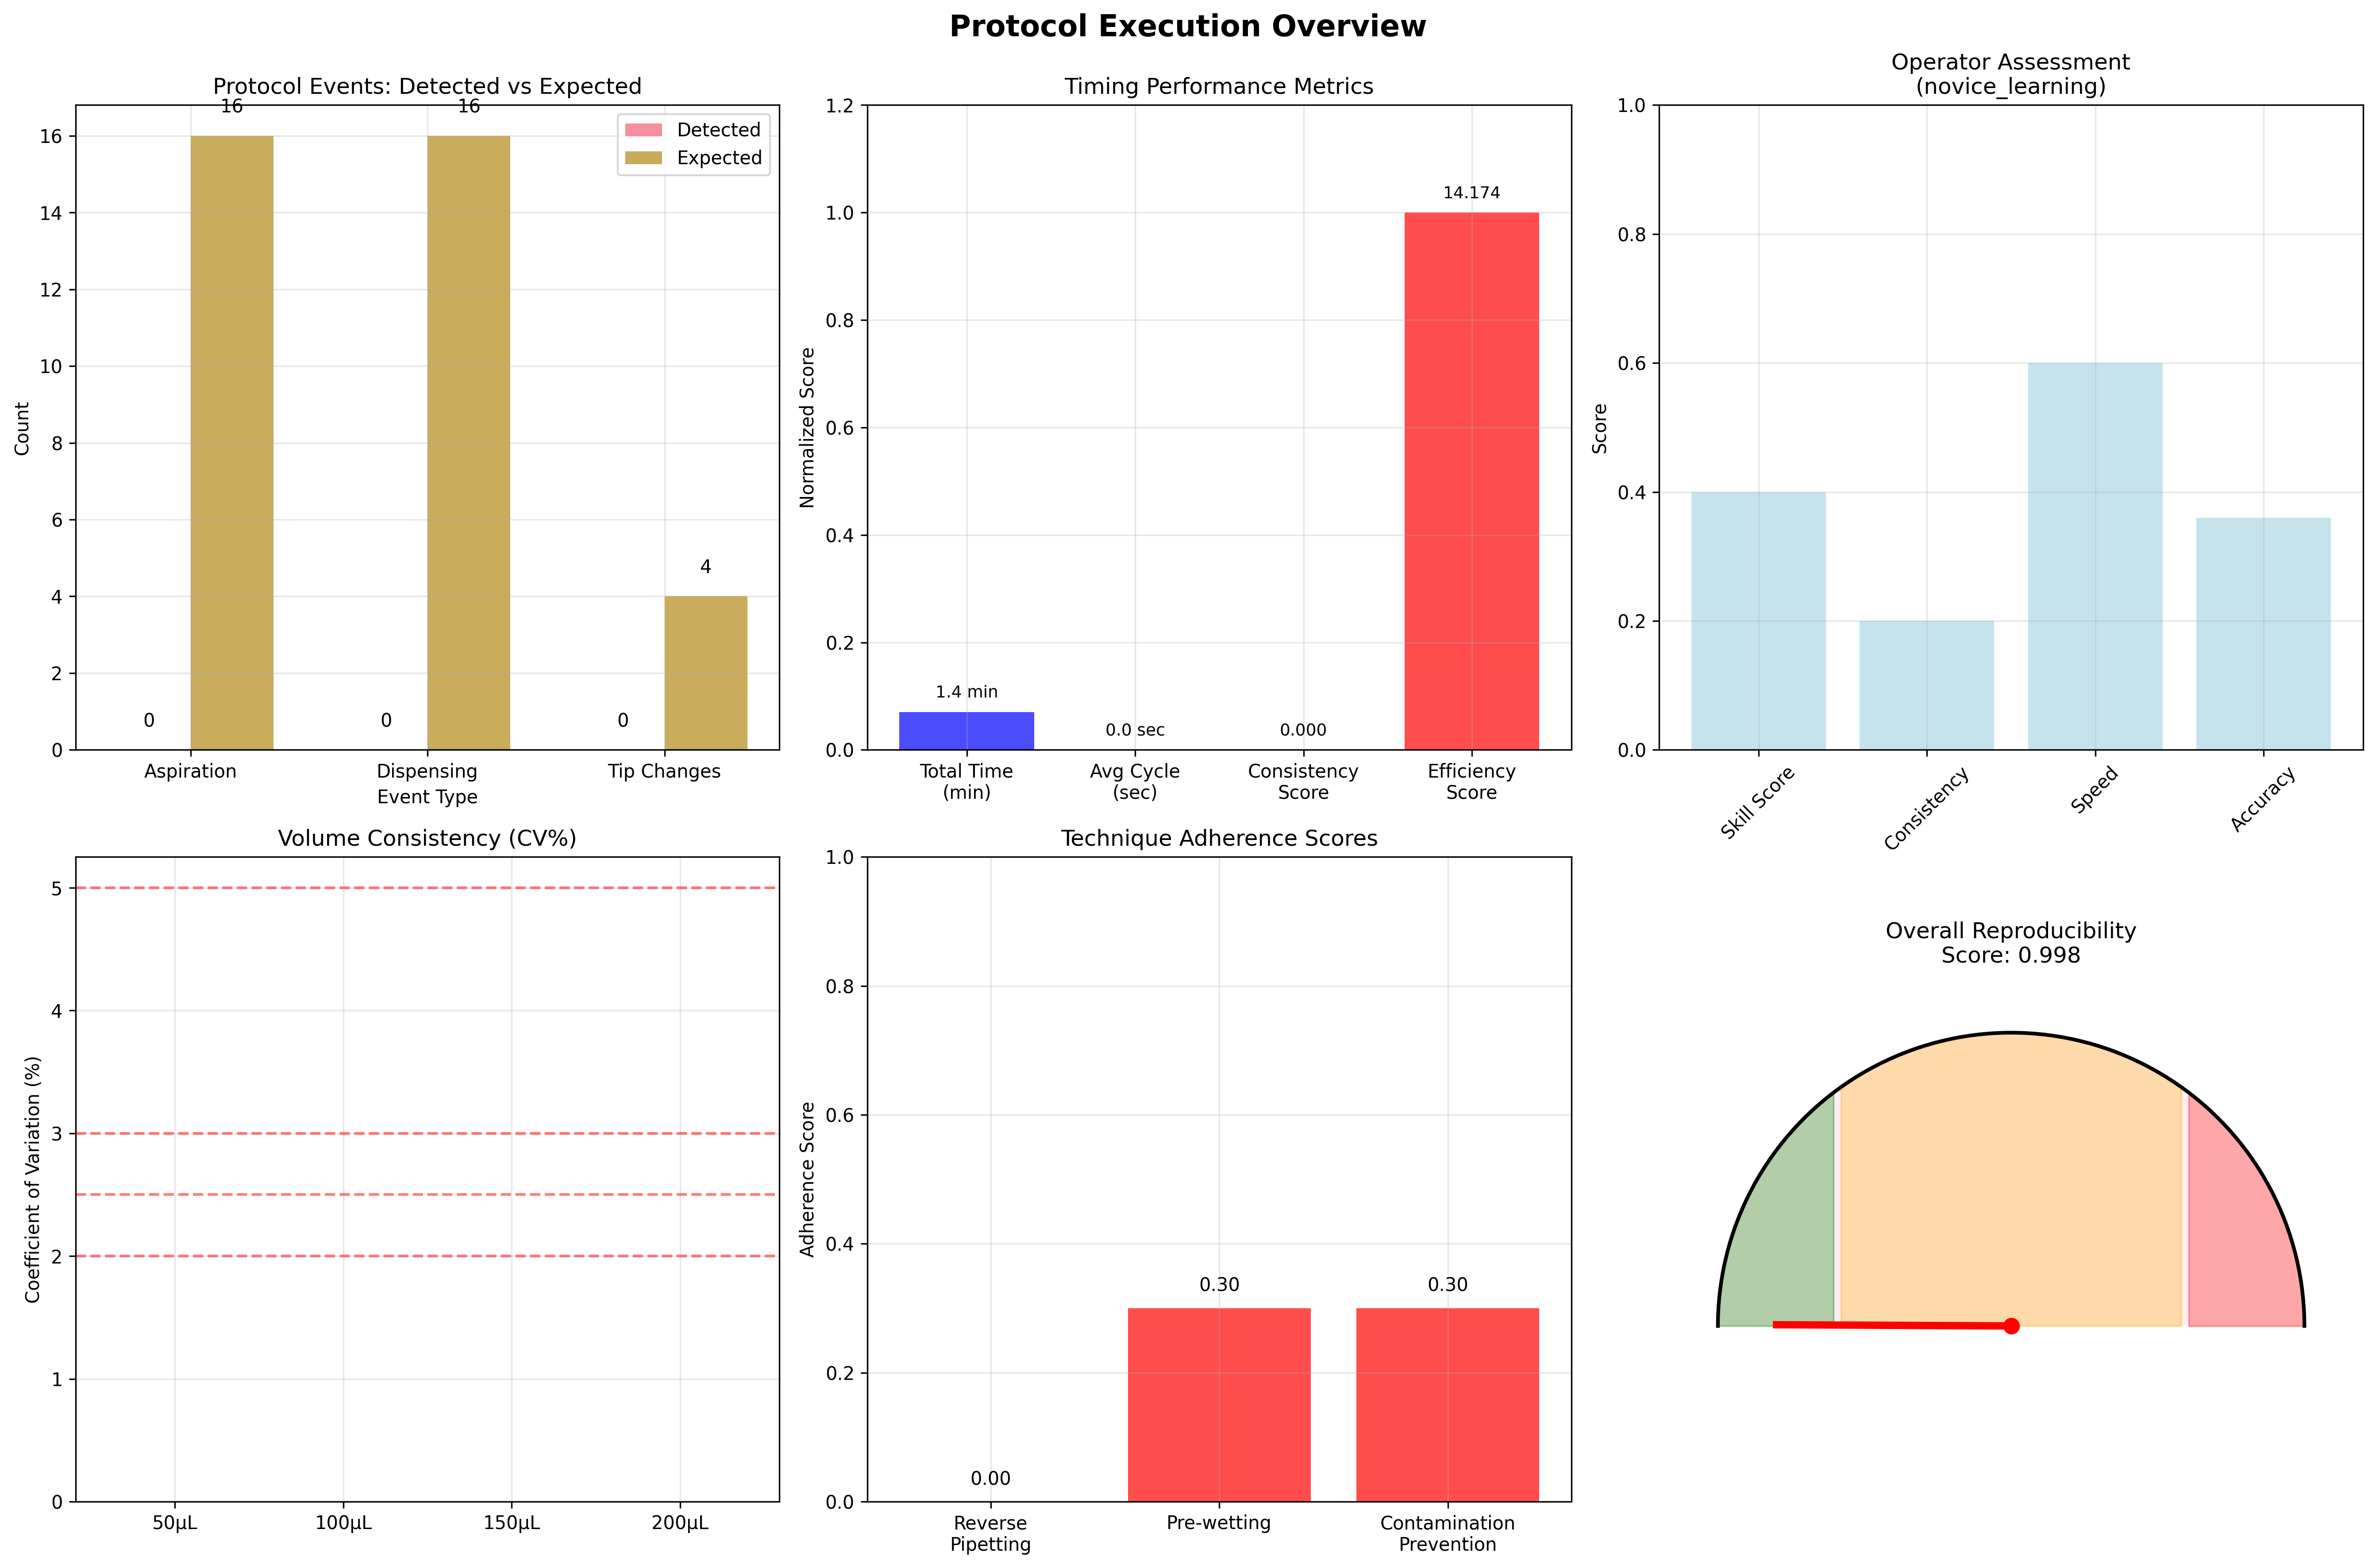 Protocol Execution Overview
Protocol Events: Detected vs Expected
Count
16
14
12
10
8
6
4
2
0
16
16
4
0
0
0
Detected
Expected
Aspiration
Dispensing
Tip Changes
Event Type
Timing Performance Metrics
Normalized Score
1.2
1.0
0.8
0.6
0.4
0.2
0.0
14.174
1.4 min
0.0 sec
0.000
Total Time
(min)
Avg Cycle
(sec)
Consistency
Score
Efficiency
Score
Operator Assessment
(novice_learning)
Score
1.0
0.8
0.6
0.4
0.2
0.0
Skill Score
Consistency
Speed
Accuracy
Volume Consistency (CV%)
Coefficient of Variation (%)
5
4
3
2
1
0
50μL
100μL
150μL
200μL
Technique Adherence Scores
Adherence Score
1.0
0.8
0.6
0.4
0.2
0.0
0.00
0.30
0.30
Reverse
Pipetting
Pre-wetting
Contamination
Prevention
Overall Reproducibility
Score: 0.998